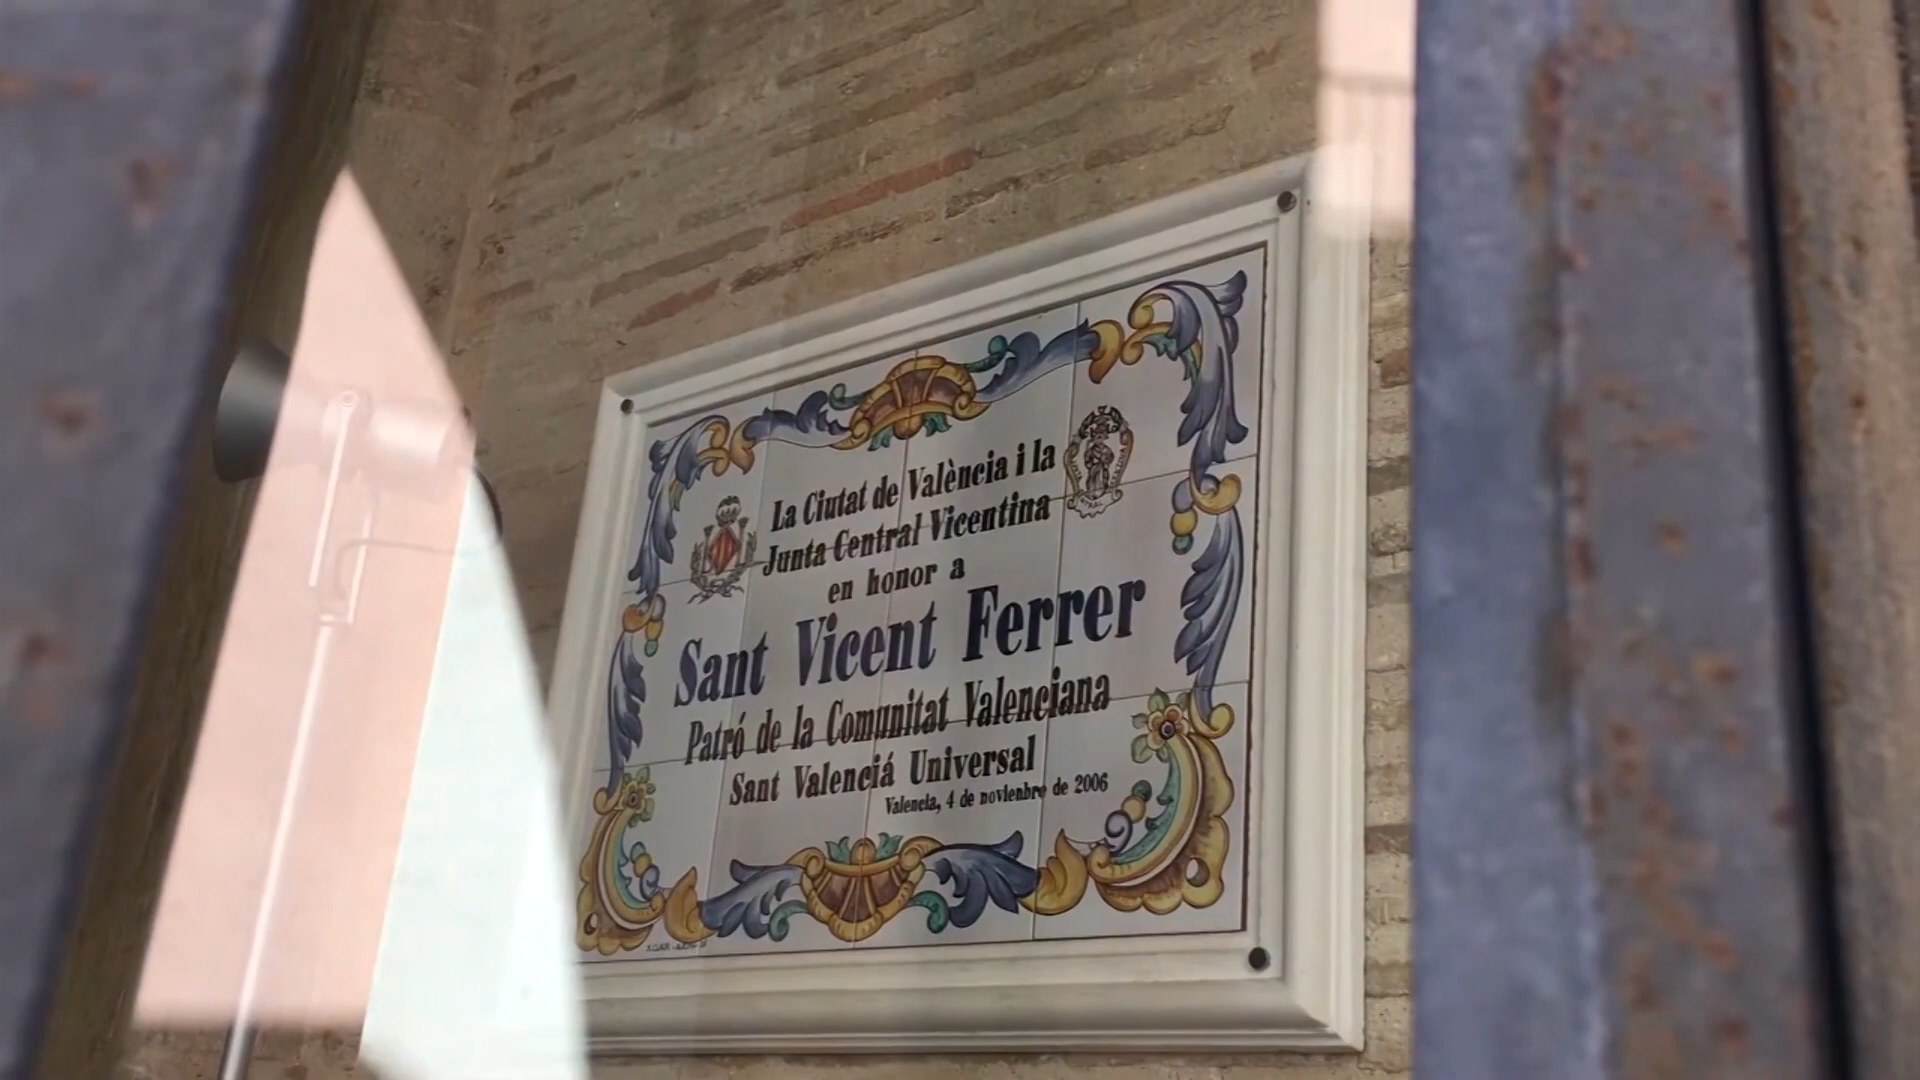 La Ciutat de València i la
Junta Central Vicentina
en honor a
Sant Vicent Ferrer
Patró de la Comunitat Valenciana
Sant Valenciá Universal
Valencia, 4 de novienbre de 2006